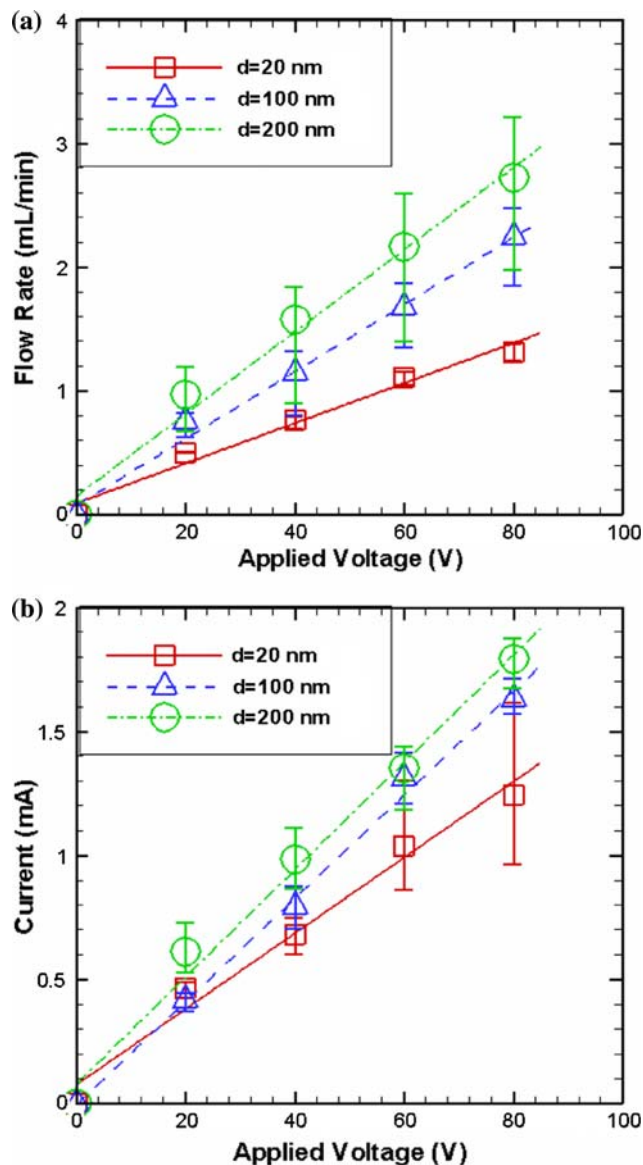 (a)
4
3
2
1
0
Flow Rate (mL/min)
d=20 nm
d=100 nm
d=200 nm
0 20 40 60 80 100
Applied Voltage (V)
(b)
2
1.5
1
0.5
0
Current (mA)
d=20 nm
d=100 nm
d=200 nm
0 20 40 60 80 100
Applied Voltage (V)